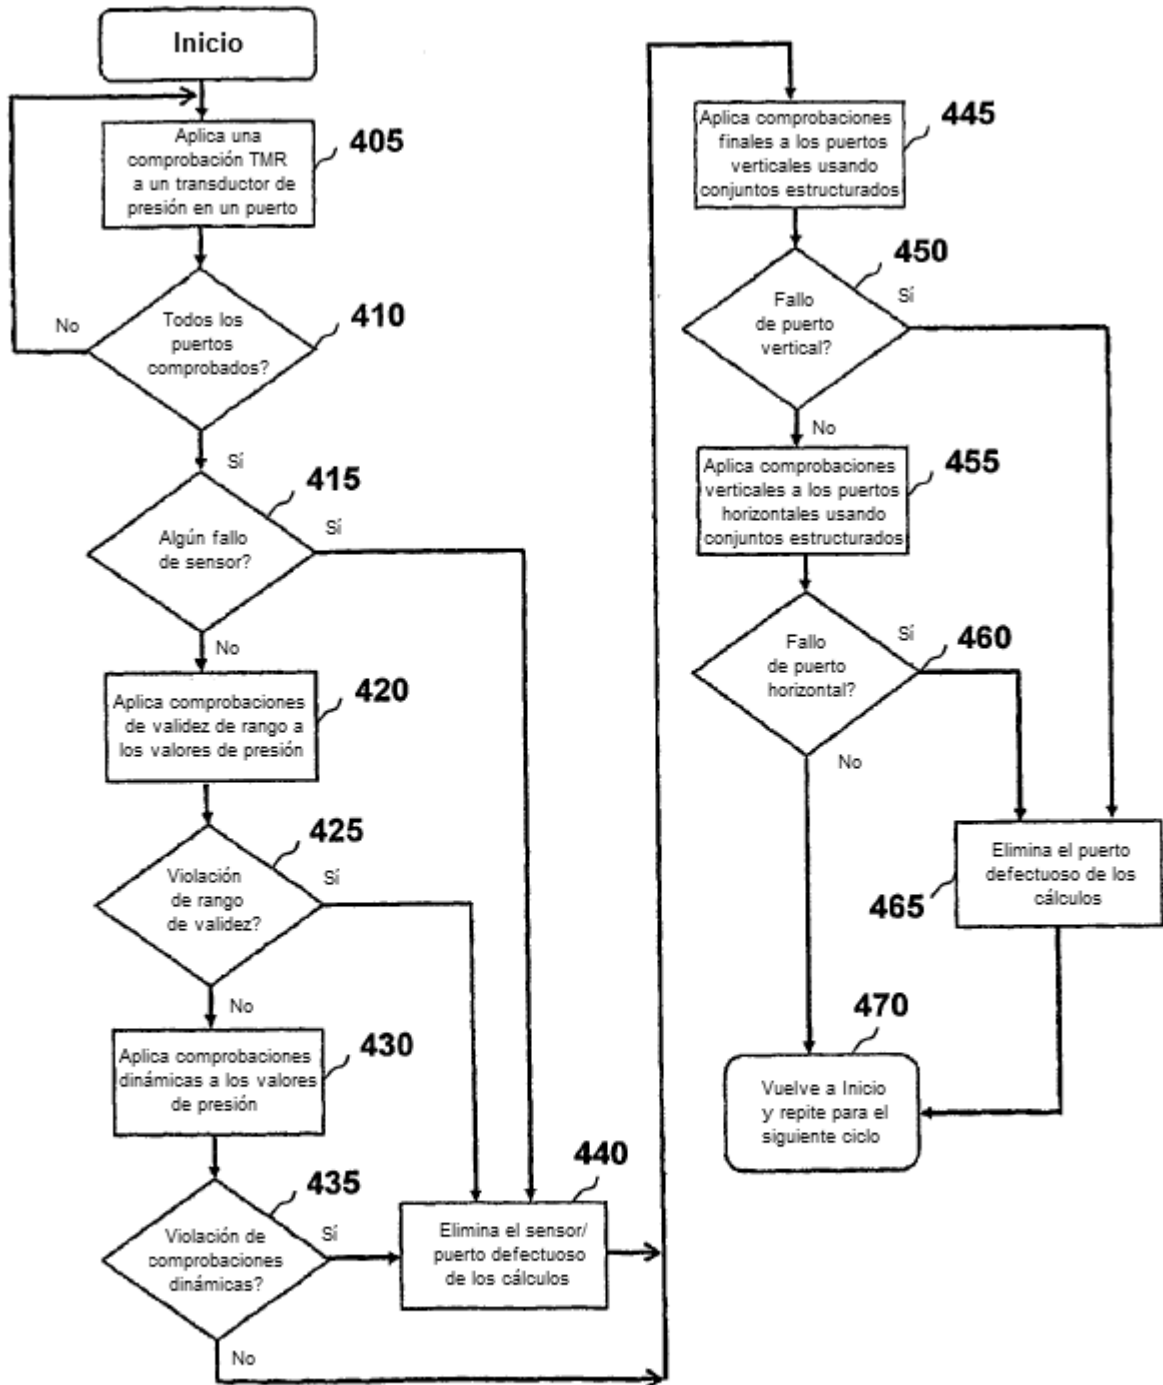 Inicio
Aplica una
comprobación TMR
a un transductor de
presión en un puerto
405
Todos los
puertos
comprobados?
410
No
Sí
Algún fallo
de sensor?
415
Sí
No
Aplica comprobaciones
de validez de rango a
los valores de presión
420
Violación
de rango
de validez?
425
Sí
No
Aplica comprobaciones
dinámicas a los valores
de presión
430
Violación de
comprobaciones
dinámicas?
435
Sí
No
Elimina el sensor/
puerto defectuoso
de los cálculos
440
Aplica comprobaciones
finales a los puertos
verticales usando
conjuntos estructurados
445
Fallo
de puerto
vertical?
450
Sí
No
Aplica comprobaciones
verticales a los puertos
horizontales usando
conjuntos estructurados
455
Fallo
de puerto
horizontal?
460
Sí
No
Elimina el puerto
defectuoso de los
cálculos
465
470
Vuelve a Inicio
y repite para el
siguiente ciclo